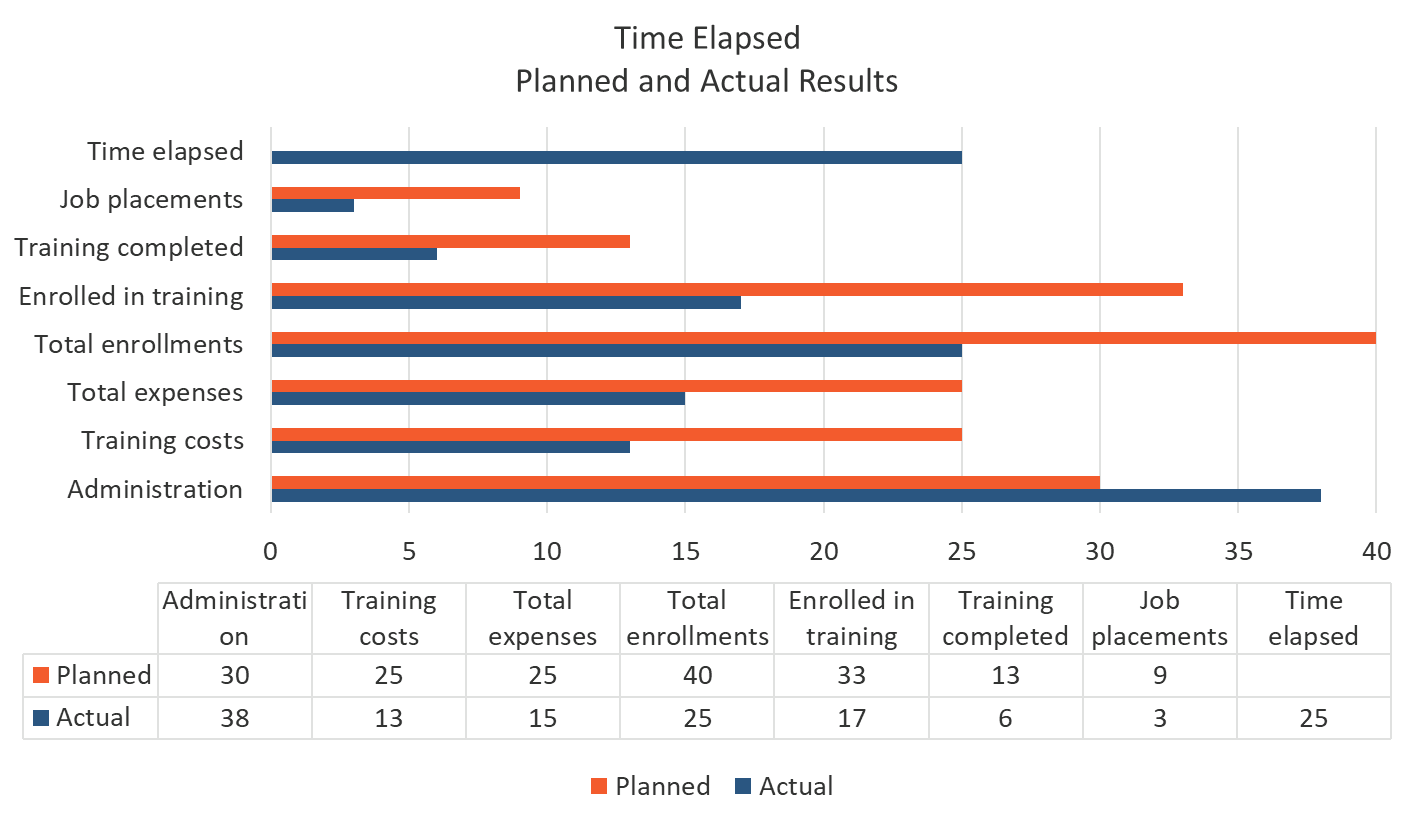 Time Elapsed
Planned and Actual Results
Time elapsed
Job placements
Training completed
Enrolled in training
Total enrollments
Total expenses
Training costs
Administration
0 5 10 15 20 25 30 35 40
Administrati Training Total Total Enrolled in Training Job Time
on costs expenses enrollments training completed placements elapsed
Planned 30 25 25 40 33 13 9
Actual 38 13 15 25 17 6 3 25
Planned Actual